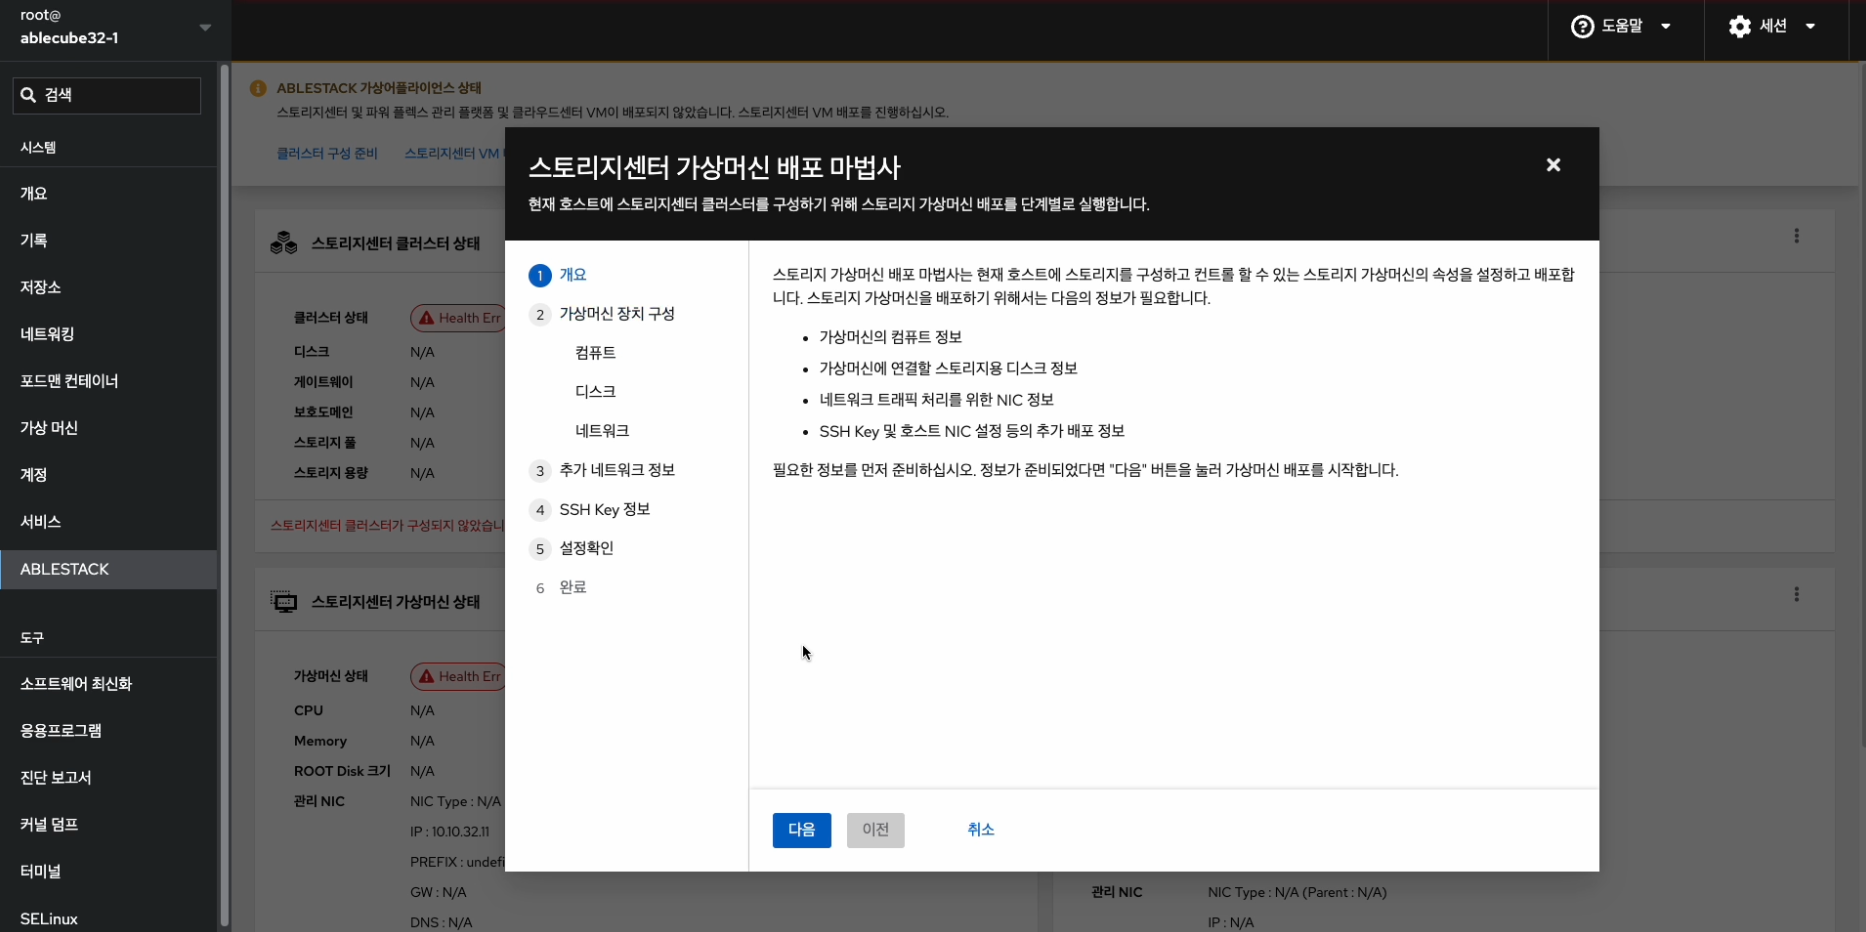 root@
ablecube32-1
도움말
세션
검색
시스템
개요
기록
저장소
네트워킹
포드맨 컨테이너
가상 머신
계정
서비스
ABLESTACK
도구
소프트웨어 최신화
응용프로그램
진단 보고서
커널 덤프
터미널
SELinux
ABLESTACK 가상어플라이언스 상태
스토리지센터 및 파워 플렉스 관리 플랫폼 및 클라우드센터 VM이 배포되지 않았습니다. 스토리지센터 VM 배포를 진행하십시오.
클러스터 구성 준비
스토리지센터 VM
스토리지센터 클러스터 상태
클러스터 상태 Health Err
디스크 N/A
게이트웨이 N/A
보호도메인 N/A
스토리지 풀 N/A
스토리지 용량 N/A
스토리지센터 클러스터가 구성되지 않았습니
스토리지센터 가상머신 상태
가상머신 상태 Health Err
CPU N/A
Memory N/A
ROOT Disk 크기 N/A
관리 NIC NIC Type : N/A
IP : 10.10.32.11
PREFIX : undefi
GW : N/A
DNS : N/A
스토리지센터 가상머신 배포 마법사
현재 호스트에 스토리지센터 클러스터를 구성하기 위해 스토리지 가상머신 배포를 단계별로 실행합니다.
1 개요
2 가상머신 장치 구성
컴퓨트
디스크
네트워크
3 추가 네트워크 정보
4 SSH Key 정보
5 설정확인
6 완료
스토리지 가상머신 배포 마법사는 현재 호스트에 스토리지를 구성하고 컨트롤 할 수 있는 스토리지 가상머신의 속성을 설정하고 배포합
니다. 스토리지 가상머신을 배포하기 위해서는 다음의 정보가 필요합니다.
• 가상머신의 컴퓨트 정보
• 가상머신에 연결할 스토리지용 디스크 정보
• 네트워크 트래픽 처리를 위한 NIC 정보
• SSH Key 및 호스트 NIC 설정 등의 추가 배포 정보
필요한 정보를 먼저 준비하십시오. 정보가 준비되었다면 "다음" 버튼을 눌러 가상머신 배포를 시작합니다.
다음
이전
취소
관리 NIC NIC Type : N/A (Parent : N/A)
IP : N/A